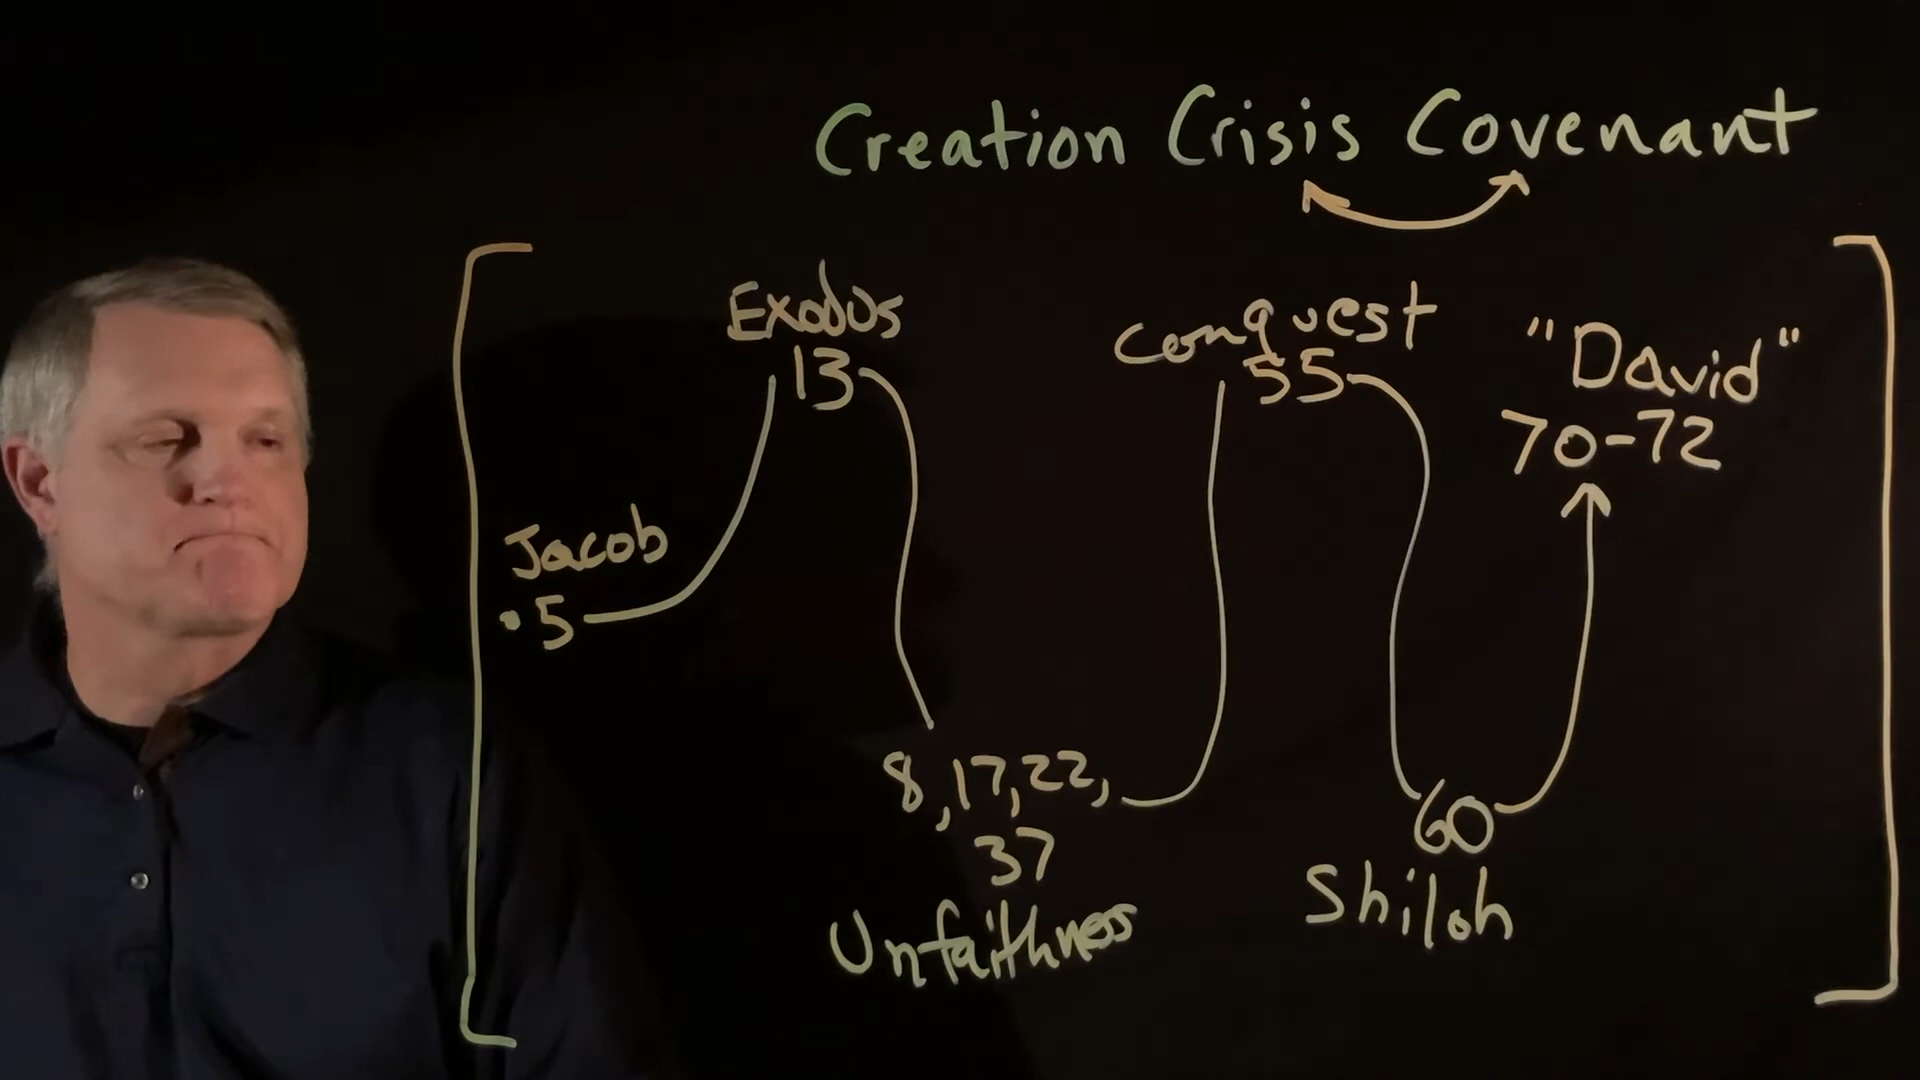 Creation Crisis Covenant
Exodus
13
conquest
55
"David"
70-72
Jacob
• 5
8, 17, 22,
37
Unfaithness
60
Shiloh